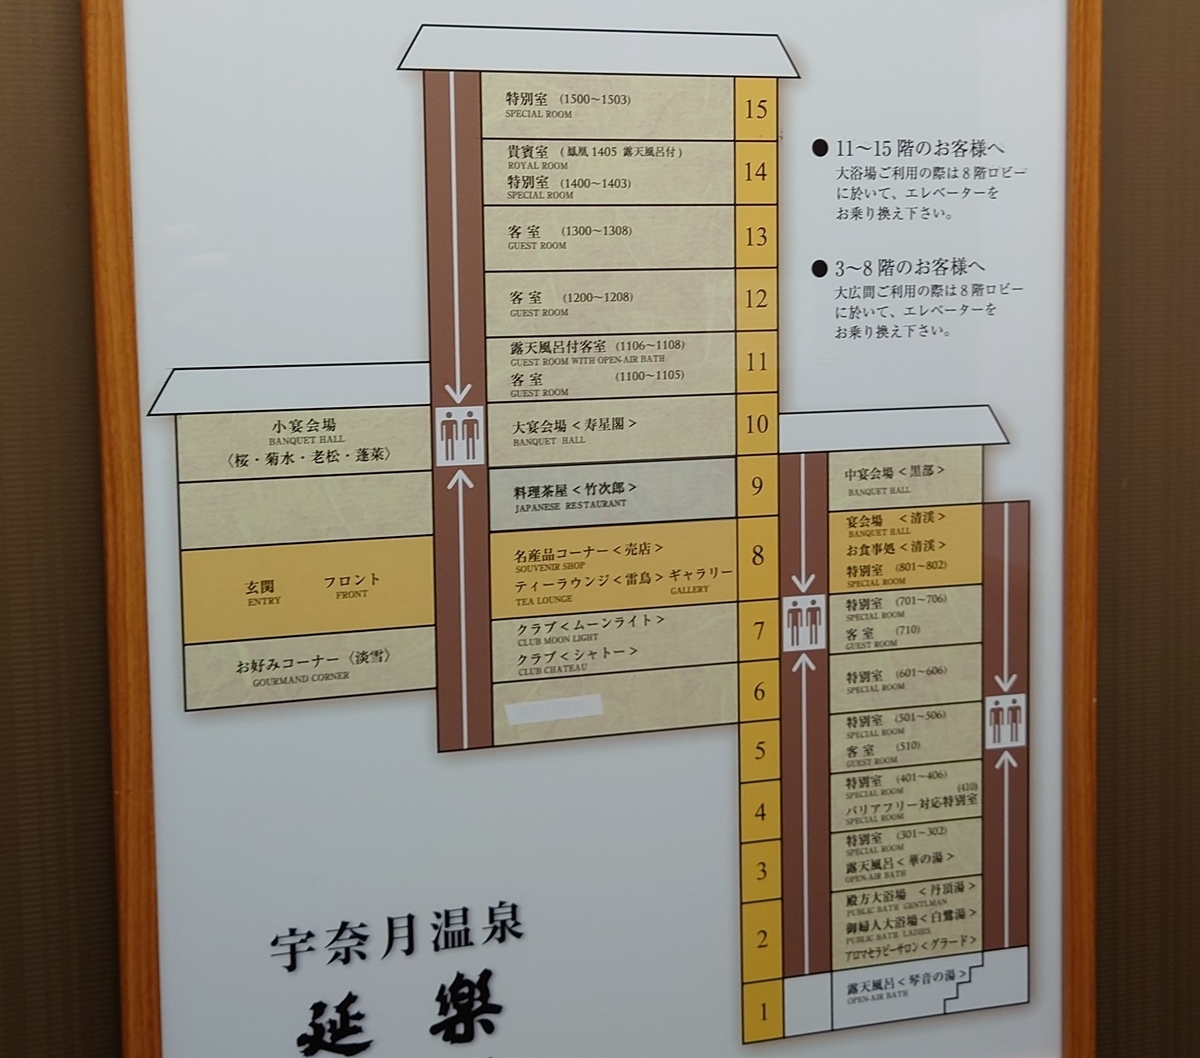 特別室 (1500〜1503)
SPECIAL ROOM
15
貴賓室 (鳳凰1405 露天風呂付)
ROYAL ROOM
特別室 (1400〜1403)
SPECIAL ROOM
14
客 室 (1300〜1308)
GUEST ROOM
13
客 室 (1200〜1208)
GUEST ROOM
12
露天風呂付客室 (1106〜1108)
GUEST ROOM WITH OPEN-AIR BATH
客 室 (1100〜1105)
GUEST ROOM
11
大宴会場<寿星閣>
BANQUET HALL
10
料理茶屋<竹次郎>
JAPANESE RESTAURANT
9
名産品コーナー<売店>
SOUVENIR SHOP
ティーラウンジ<雷鳥>ギャラリー
TEA LOUNGE GALLERY
8
クラブ<ムーンライト>
CLUB MOON LIGHT
クラブ<シャトー>
CLUB CHATEAU
7
6
5
4
3
2
1
小宴会場
BANQUET HALL
〈桜・菊水・老松・蓬莱〉
玄関 フロント
ENTRY FRONT
お好みコーナー〈淡雪〉
GOURMAND CORNER
●11〜15階のお客様へ
大浴場ご利用の際は8階ロビー
に於いて、エレベーターを
お乗り換え下さい。
●3〜8階のお客様へ
大広間ご利用の際は8階ロビー
に於いて、エレベーターを
お乗り換え下さい。
中宴会場<黒部>
BANQUET HALL
宴会場 <清渓>
BANQUET HALL
お食事処<清渓>
特別室 (801〜802)
SPECIAL ROOM
特別室 (701〜706)
SPECIAL ROOM
客 室 (710)
GUEST ROOM
特別室 (601〜606)
SPECIAL ROOM
特別室 (501〜506)
SPECIAL ROOM
客 室 (510)
GUEST ROOM
特別室 (401〜406)
SPECIAL ROOM
(410)
バリアフリー対応特別室
SPECIAL ROOM
特別室 (301〜302)
SPECIAL ROOM
露天風呂<華の湯>
OPEN-AIR BATH
殿方大浴場 <丹頂湯>
PUBLIC BATH GENTLMAN
御婦人大浴場<白鷺湯>
PUBLIC BATH LADIES
アロマセラピーサロン<グラード>
露天風呂<琴音の湯>
OPEN-AIR BATH
宇奈月温泉
延樂